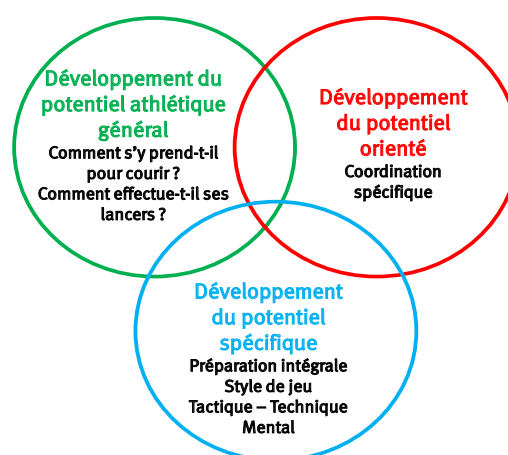 Développement du
potentiel athlétique
général
Comment s'y prend-t-il
pour courir ?
Comment effectue-t-il ses
lancers ?
Développement
du potentiel
orienté
Coordination
spécifique
Développement
du potentiel
spécifique
Préparation intégrale
Style de jeu
Tactique – Technique
Mental